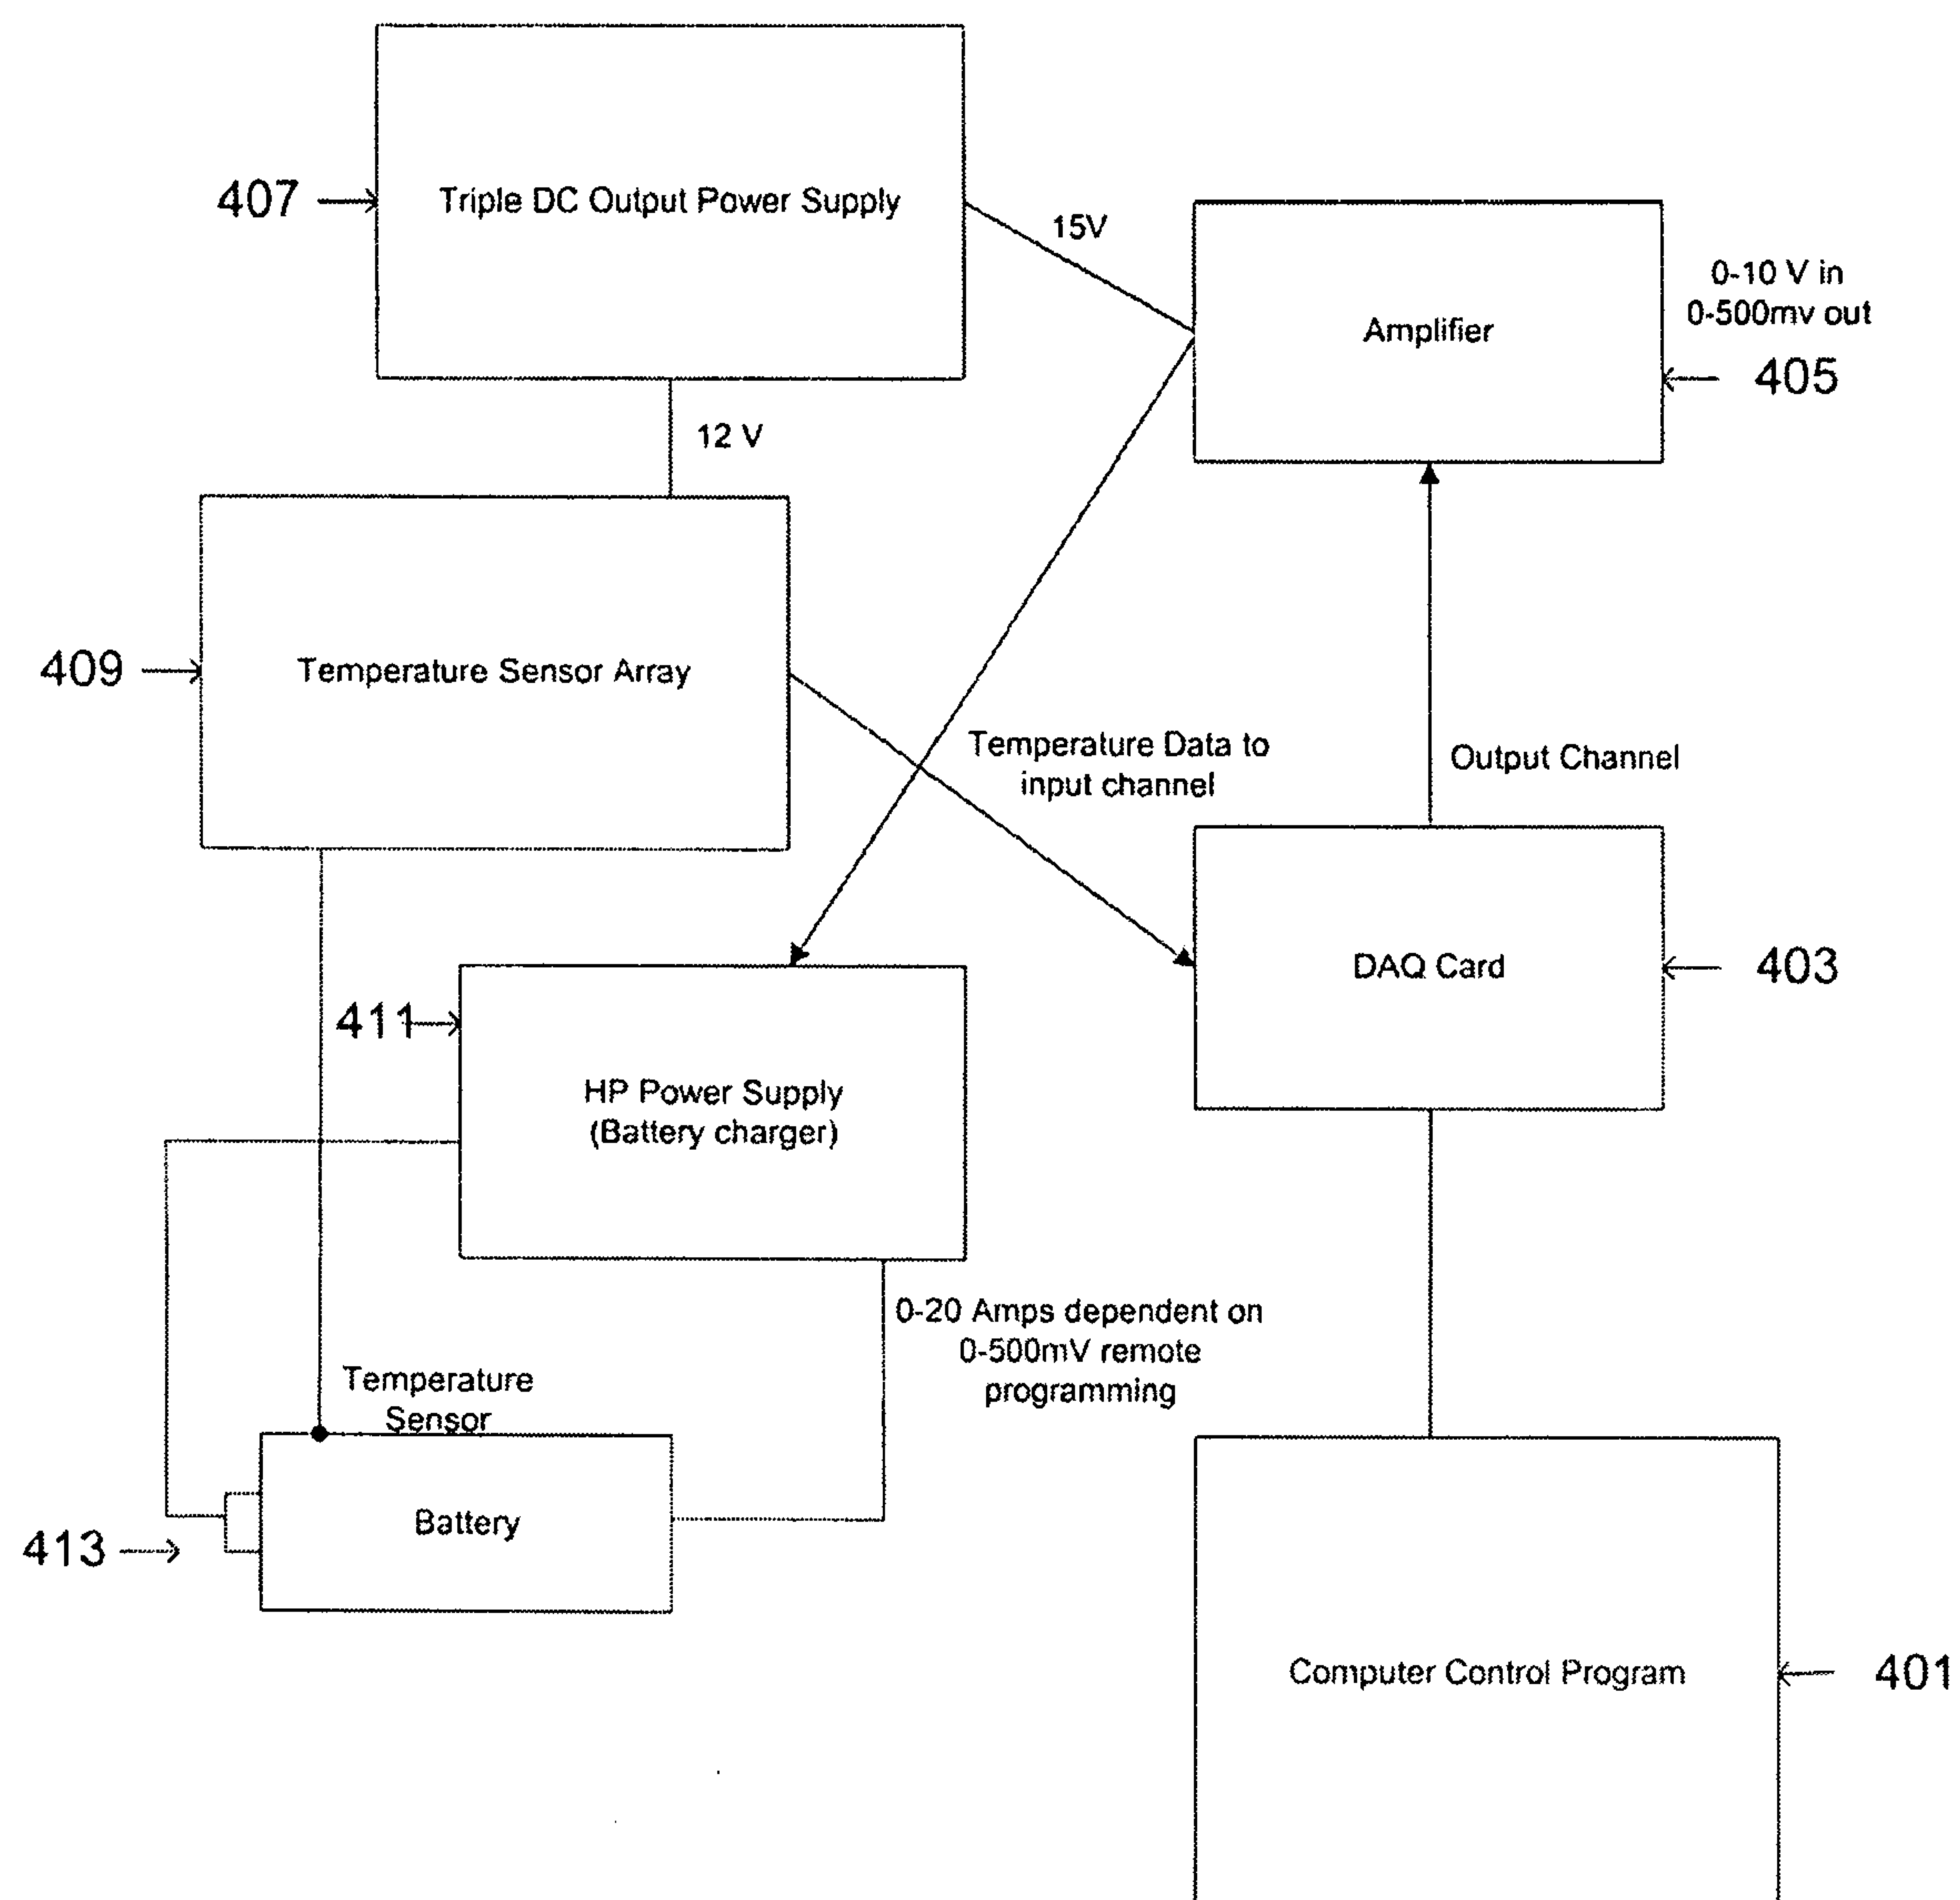 407
Triple DC Output Power Supply
15V
0-10 V in
0-500mv out
Amplifier
405
12 V
409
Temperature Sensor Array
Temperature Data to
input channel
Output Channel
DAQ Card
403
411
HP Power Supply
(Battery charger)
0-20 Amps dependent on
0-500mV remote
programming
Temperature
Sensor
Battery
413
Computer Control Program
401